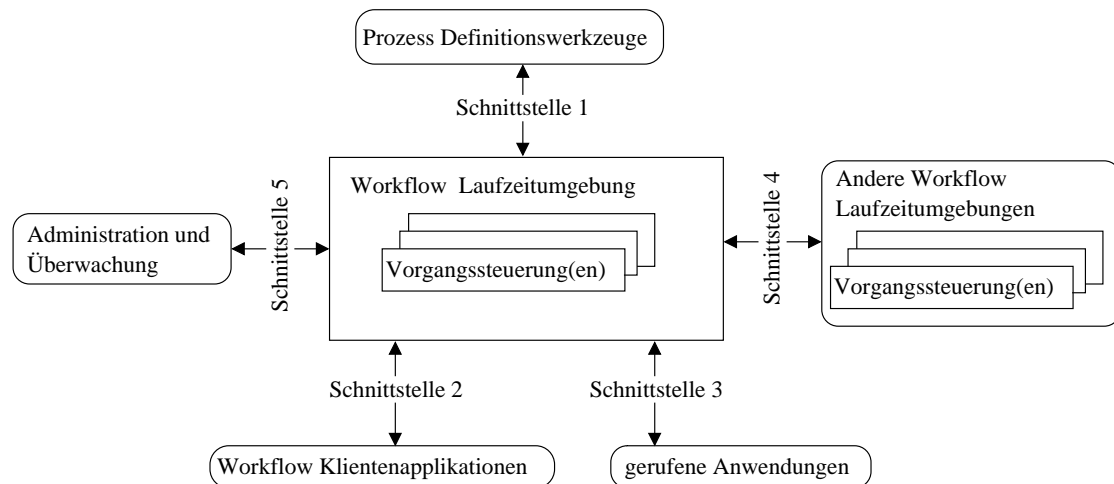 Prozess Definitionswerkzeuge
Schnittstelle 1
Workflow Laufzeitumgebung
Vorgangssteuerung(en)
Schnittstelle 4
Andere Workflow
Laufzeitumgebungen
Vorgangssteuerung(en)
Schnittstelle 5
Administration und
Überwachung
Schnittstelle 2
Schnittstelle 3
Workflow Klientenapplikationen
gerufene Anwendungen